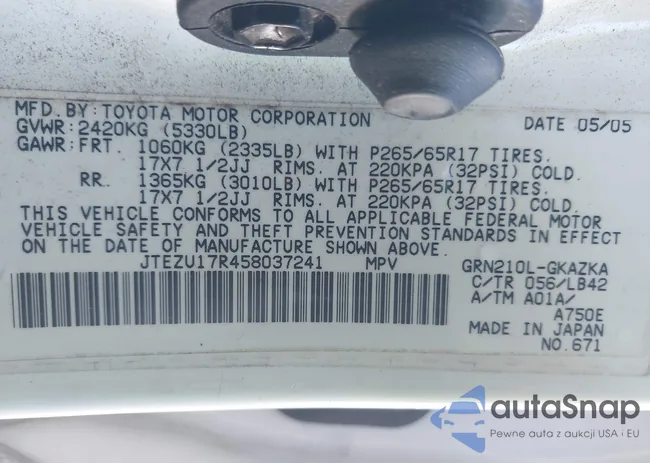 MFD. BY: TOYOTA MOTOR CORPORATION DATE 05/05
GVWR: 2420KG (5330LB)
GAWR: FRT. 1060KG (2335LB) WITH P265/65R17 TIRES.
17X7 1/2JJ RIMS. AT 220KPA (32PSI) COLD.
RR. 1365KG (3010LB) WITH P265/65R17 TIRES.
17X7 1/2JJ RIMS. AT 220KPA (32PSI) COLD.
THIS VEHICLE CONFORMS TO ALL APPLICABLE FEDERAL MOTOR
VEHICLE SAFETY AND THEFT PREVENTION STANDARDS IN EFFECT
ON THE DATE OF MANUFACTURE SHOWN ABOVE.
JTEZU17R458037241 MPV GRN210L-GKAZKA
C/TR 056/LB42
A/TM A01A/
A750E
MADE IN JAPAN
NO.671
autaSnap
Pewne auta z aukcji USA i EU